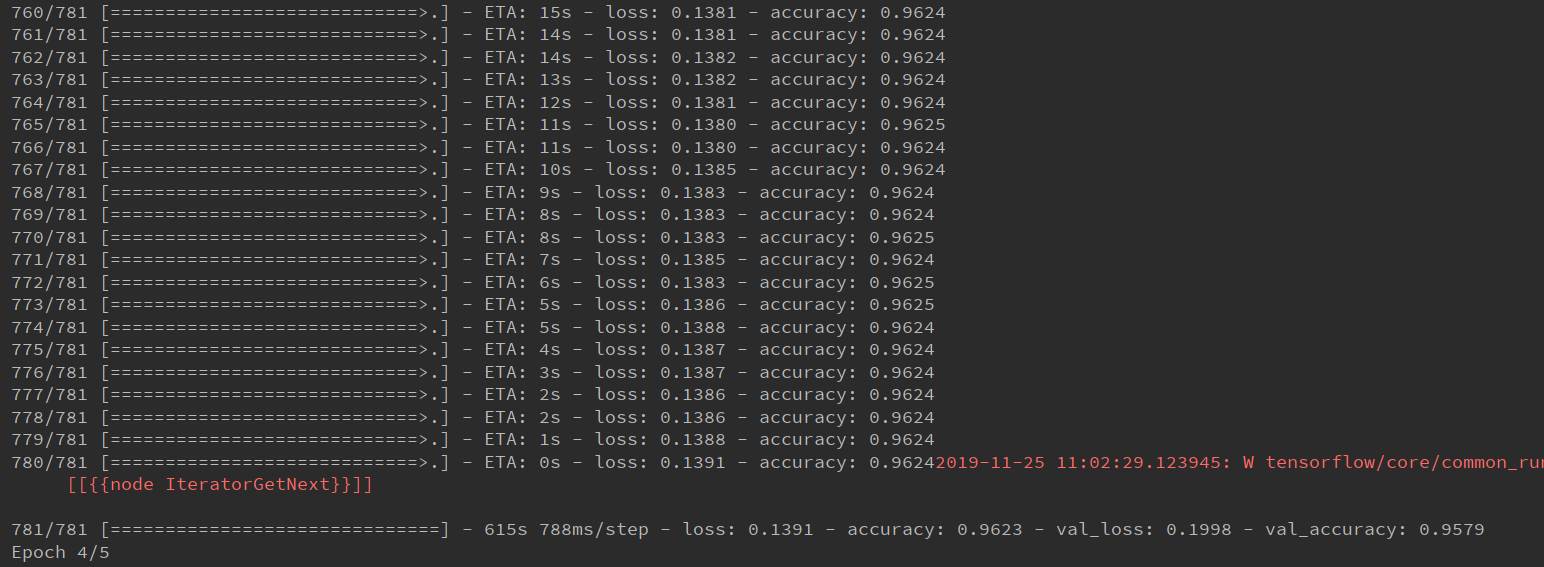 760/781 [============================>.] - ETA: 15s - loss: 0.1381 - accuracy: 0.9624
761/781 [============================>.] - ETA: 14s - loss: 0.1381 - accuracy: 0.9624
762/781 [============================>.] - ETA: 14s - loss: 0.1382 - accuracy: 0.9624
763/781 [============================>.] - ETA: 13s - loss: 0.1382 - accuracy: 0.9624
764/781 [============================>.] - ETA: 12s - loss: 0.1381 - accuracy: 0.9624
765/781 [============================>.] - ETA: 11s - loss: 0.1380 - accuracy: 0.9625
766/781 [============================>.] - ETA: 11s - loss: 0.1380 - accuracy: 0.9624
767/781 [============================>.] - ETA: 10s - loss: 0.1385 - accuracy: 0.9624
768/781 [============================>.] - ETA: 9s - loss: 0.1383 - accuracy: 0.9624
769/781 [============================>.] - ETA: 8s - loss: 0.1383 - accuracy: 0.9624
770/781 [============================>.] - ETA: 8s - loss: 0.1383 - accuracy: 0.9625
771/781 [============================>.] - ETA: 7s - loss: 0.1385 - accuracy: 0.9624
772/781 [============================>.] - ETA: 6s - loss: 0.1383 - accuracy: 0.9625
773/781 [============================>.] - ETA: 5s - loss: 0.1386 - accuracy: 0.9625
774/781 [============================>.] - ETA: 5s - loss: 0.1388 - accuracy: 0.9624
775/781 [============================>.] - ETA: 4s - loss: 0.1387 - accuracy: 0.9624
776/781 [============================>.] - ETA: 3s - loss: 0.1387 - accuracy: 0.9624
777/781 [============================>.] - ETA: 2s - loss: 0.1386 - accuracy: 0.9624
778/781 [============================>.] - ETA: 2s - loss: 0.1386 - accuracy: 0.9624
779/781 [============================>.] - ETA: 1s - loss: 0.1388 - accuracy: 0.9624
780/781 [============================>.] - ETA: 0s - loss: 0.1391 - accuracy: 0.96242019-11-25 11:02:29.123945: W tensorflow/core/common_ru
[[{{node IteratorGetNext}}]]
781/781 [==============================] - 615s 788ms/step - loss: 0.1391 - accuracy: 0.9623 - val_loss: 0.1998 - val_accuracy: 0.9579
Epoch 4/5